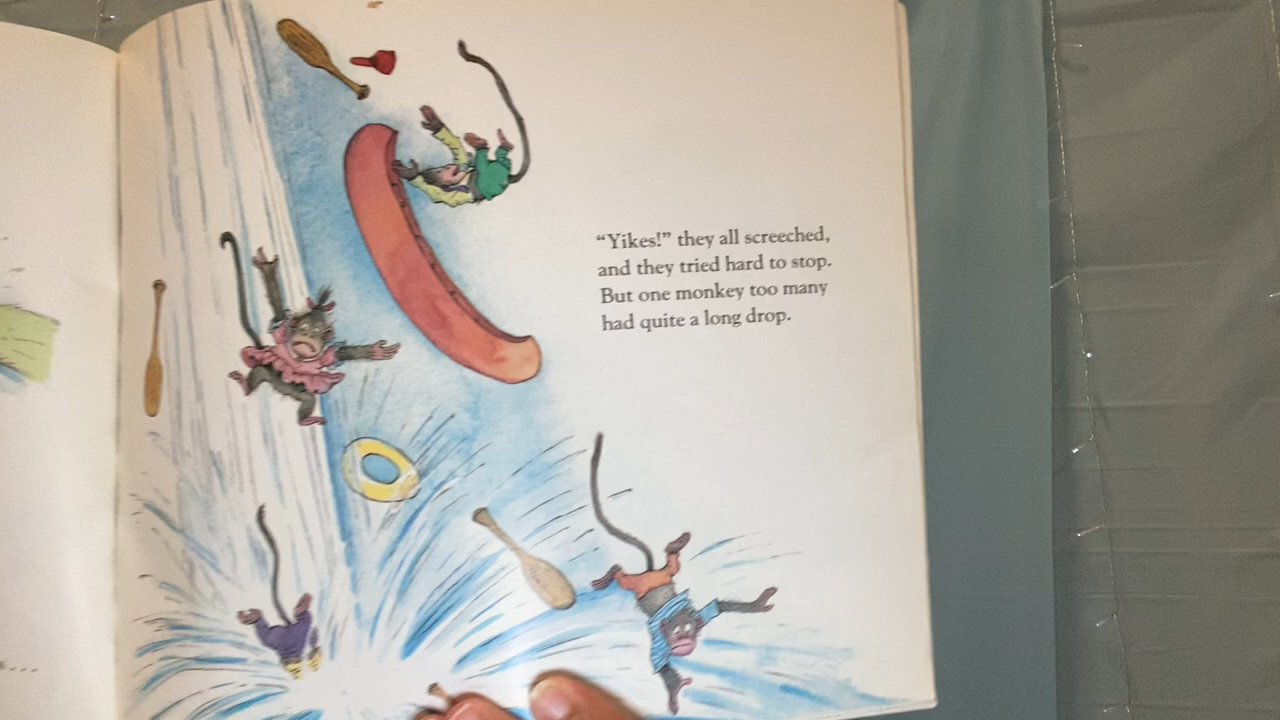 “Yikes!” they all screeched,
and they tried hard to stop.
But one monkey too many
had quite a long drop.